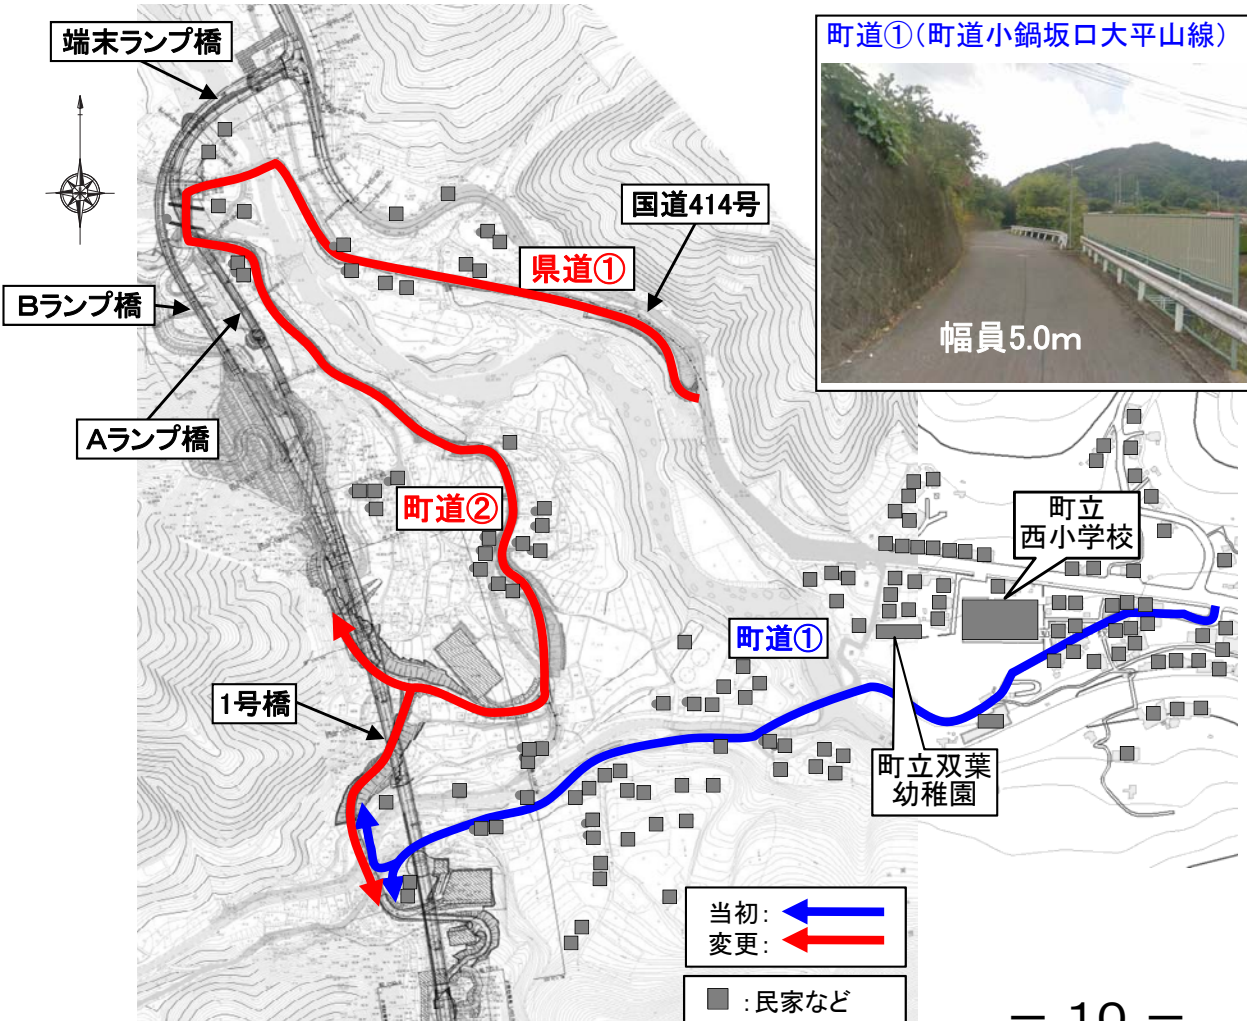 町道①(町道小鍋坂口大平山線)
端末ランプ橋
国道414号
県道①
Bランプ橋
幅員5.0m
Aランプ橋
町道②
町立
西小学校
町道①
1号橋
町立双葉
幼稚園
当初:
変更:
:民家など
- 10 -